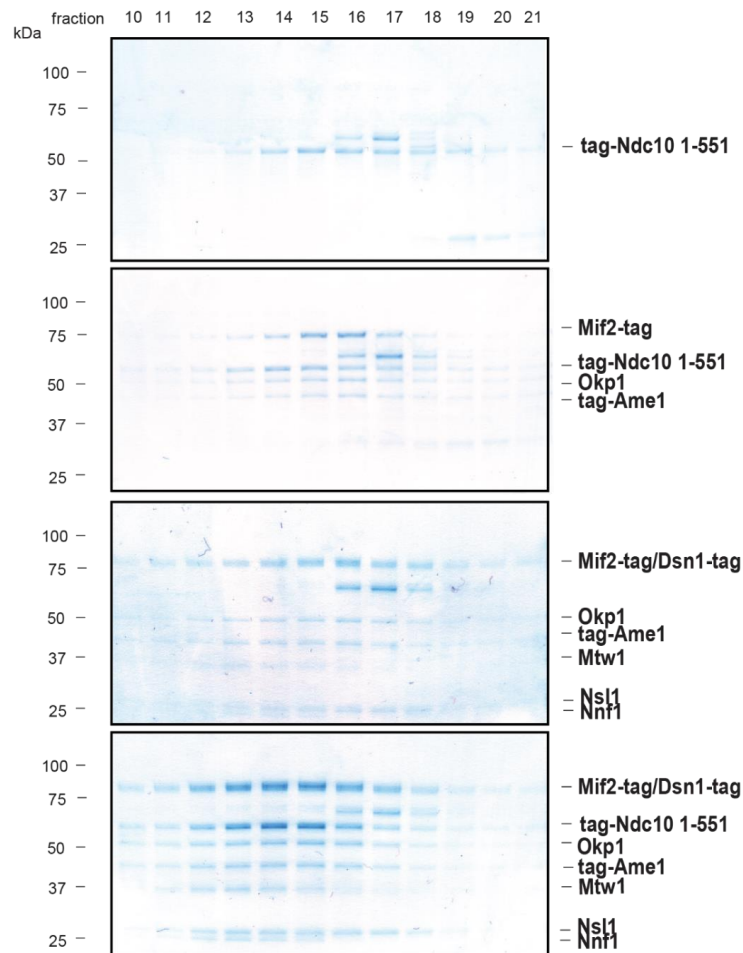 fraction 10 11 12 13 14 15 16 17 18 19 20 21
kDa
100
75
50
37
25
tag-Ndc10 1-551
100
75
50
37
25
Mif2-tag
tag-Ndc10 1-551
Okp1
tag-Ame1
100
75
50
37
25
Mif2-tag/Dsn1-tag
Okp1
tag-Ame1
Mtw1
Nsl1
Nnf1
100
75
50
37
25
Mif2-tag/Dsn1-tag
tag-Ndc10 1-551
Okp1
tag-Ame1
Mtw1
Nsl1
Nnf1